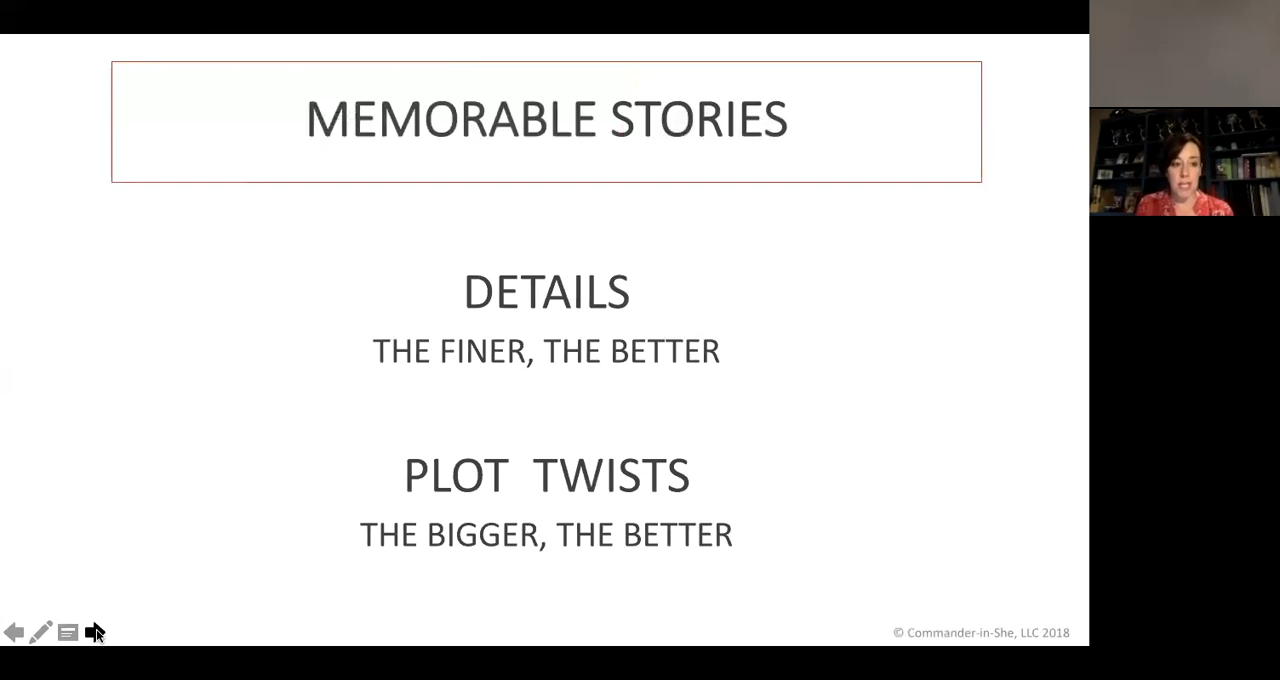 MEMORABLE STORIES
DETAILS
THE FINER, THE BETTER
PLOT TWISTS
THE BIGGER, THE BETTER
© Commander-in-She, LLC 2018